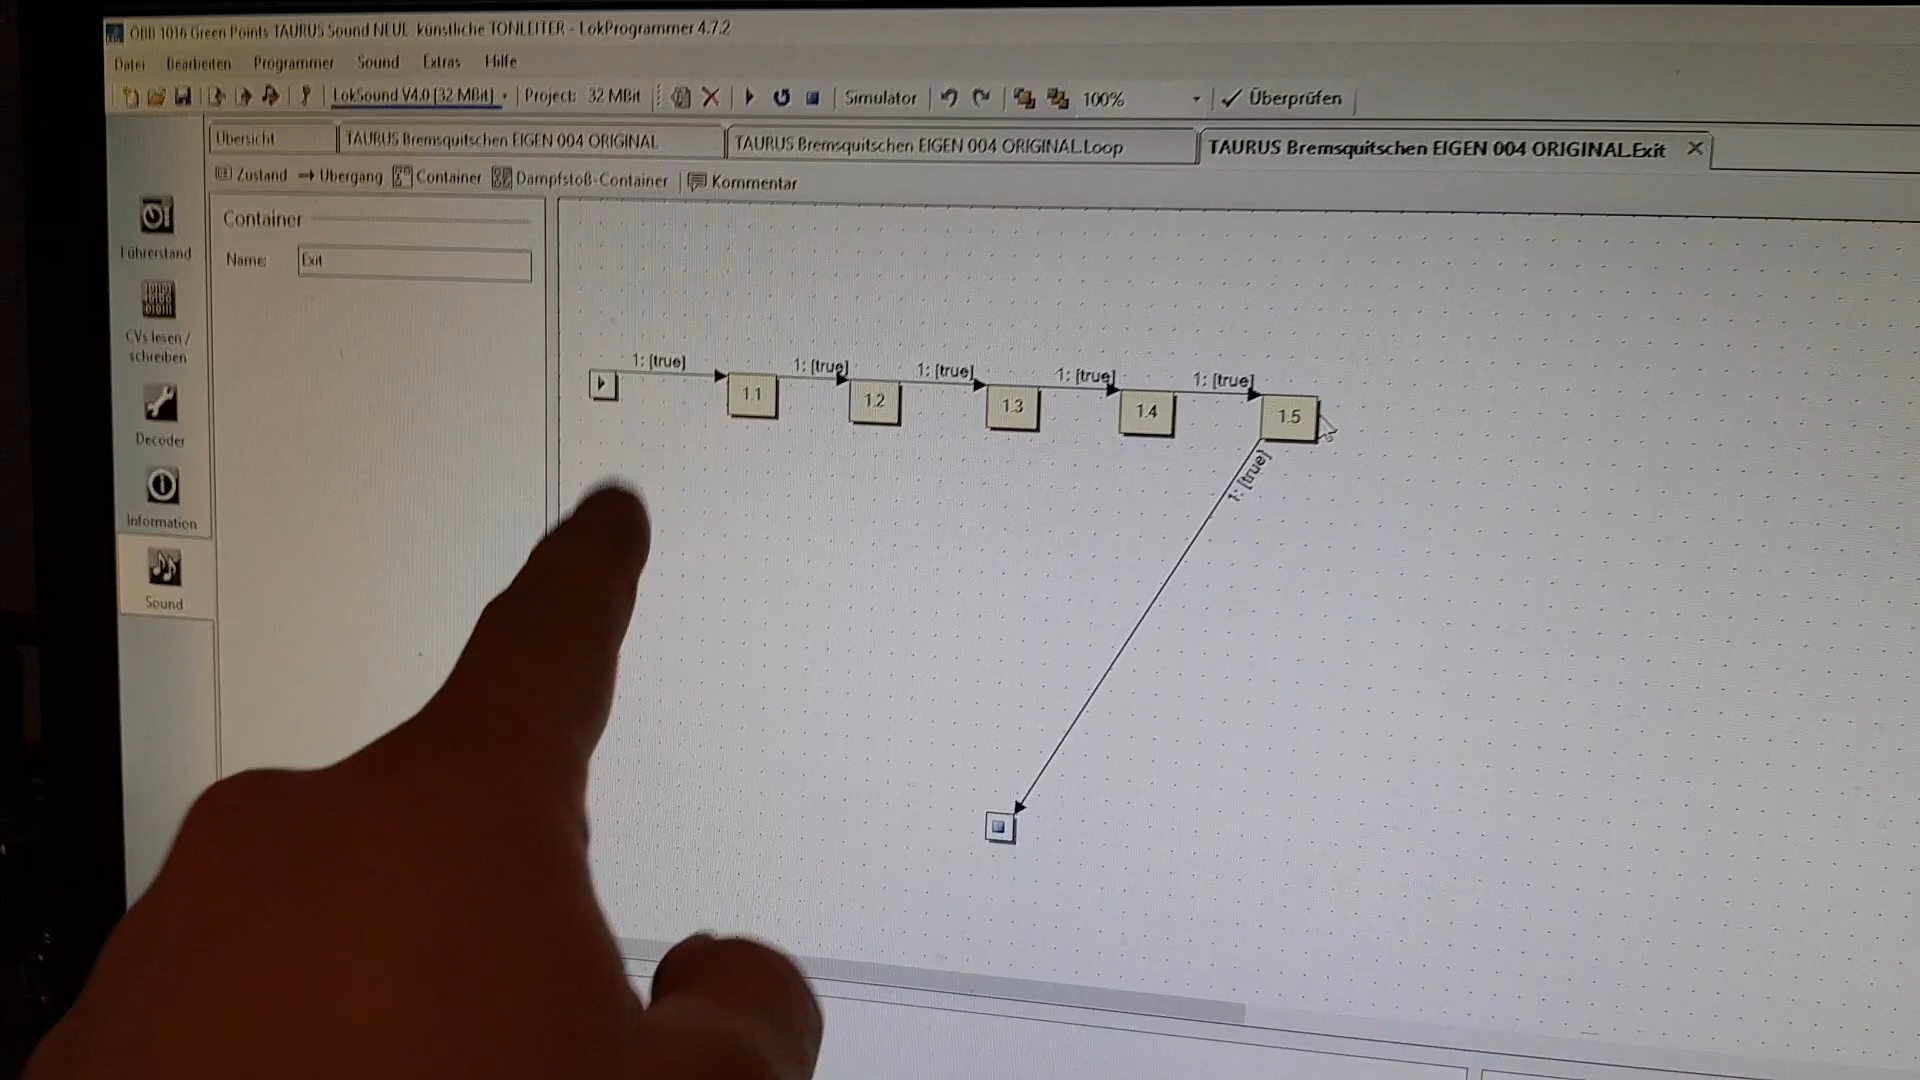 ÖBB 1016 Green Points TAURUS Sound NEUE künstliche TONLEITER - LokProgrammer 4.7.2
Datei Bearbeiten Programmer Sound Extras Hilfe
LokSound V4.0 [32 MBit] Project: 32 MBit Simulator 100% Überprüfen
Übersicht TAURUS Bremsquitschen EIGEN 004 ORIGINAL TAURUS Bremsquitschen EIGEN 004 ORIGINAL.Loop TAURUS Bremsquitschen EIGEN 004 ORIGINAL.Exit
Zustand Übergang Container Dampfstoß-Container Kommentar
Container
Name: Exit
Führerstand
CVs lesen /
schreiben
Decoder
Information
Sound
1: [true] 1: [true] 1: [true] 1: [true] 1: [true]
1.1 1.2 1.3 1.4 1.5
1: [true]